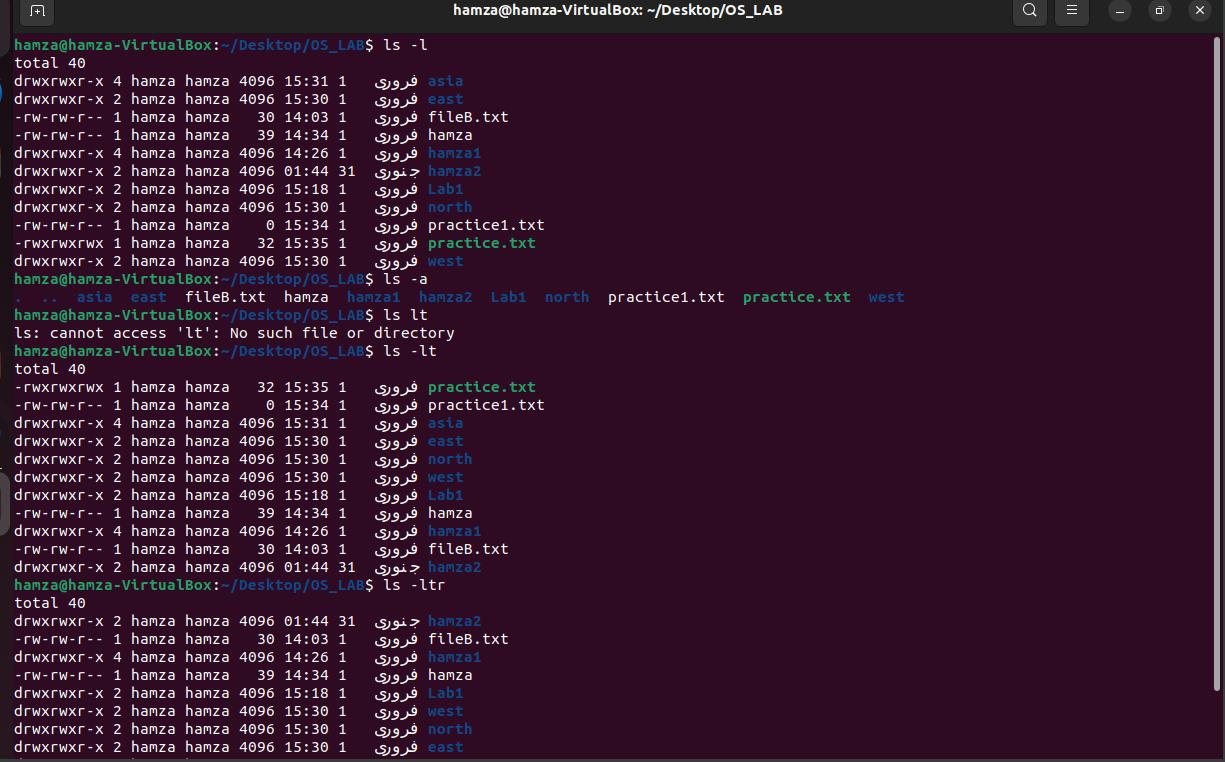 hamza@hamza-VirtualBox: ~/Desktop/OS_LAB
hamza@hamza-VirtualBox:~/Desktop/OS_LAB$ ls -l
total 40
drwxrwxr-x 4 hamza hamza 4096 15:31 1   فروری asia
drwxrwxr-x 2 hamza hamza 4096 15:30 1   فروری east
-rw-rw-r-- 1 hamza hamza   30 14:03 1   فروری fileB.txt
-rw-rw-r-- 1 hamza hamza   39 14:34 1   فروری hamza
drwxrwxr-x 4 hamza hamza 4096 14:26 1   فروری hamza1
drwxrwxr-x 2 hamza hamza 4096 01:44 31  جنوری hamza2
drwxrwxr-x 2 hamza hamza 4096 15:18 1   فروری Lab1
drwxrwxr-x 2 hamza hamza 4096 15:30 1   فروری north
-rw-rw-r-- 1 hamza hamza    0 15:34 1   فروری practice1.txt
-rwxrwxrwx 1 hamza hamza   32 15:35 1   فروری practice.txt
drwxrwxr-x 2 hamza hamza 4096 15:30 1   فروری west
hamza@hamza-VirtualBox:~/Desktop/OS_LAB$ ls -a
.  ..  asia  east  fileB.txt  hamza  hamza1  hamza2  Lab1  north  practice1.txt  practice.txt  west
hamza@hamza-VirtualBox:~/Desktop/OS_LAB$ ls lt
ls: cannot access 'lt': No such file or directory
hamza@hamza-VirtualBox:~/Desktop/OS_LAB$ ls -lt
total 40
-rwxrwxrwx 1 hamza hamza   32 15:35 1   فروری practice.txt
-rw-rw-r-- 1 hamza hamza    0 15:34 1   فروری practice1.txt
drwxrwxr-x 4 hamza hamza 4096 15:31 1   فروری asia
drwxrwxr-x 2 hamza hamza 4096 15:30 1   فروری east
drwxrwxr-x 2 hamza hamza 4096 15:30 1   فروری north
drwxrwxr-x 2 hamza hamza 4096 15:30 1   فروری west
drwxrwxr-x 2 hamza hamza 4096 15:18 1   فروری Lab1
-rw-rw-r-- 1 hamza hamza   39 14:34 1   فروری hamza
drwxrwxr-x 4 hamza hamza 4096 14:26 1   فروری hamza1
-rw-rw-r-- 1 hamza hamza   30 14:03 1   فروری fileB.txt
drwxrwxr-x 2 hamza hamza 4096 01:44 31  جنوری hamza2
hamza@hamza-VirtualBox:~/Desktop/OS_LAB$ ls -ltr
total 40
drwxrwxr-x 2 hamza hamza 4096 01:44 31  جنوری hamza2
-rw-rw-r-- 1 hamza hamza   30 14:03 1   فروری fileB.txt
drwxrwxr-x 4 hamza hamza 4096 14:26 1   فروری hamza1
-rw-rw-r-- 1 hamza hamza   39 14:34 1   فروری hamza
drwxrwxr-x 2 hamza hamza 4096 15:18 1   فروری Lab1
drwxrwxr-x 2 hamza hamza 4096 15:30 1   فروری west
drwxrwxr-x 2 hamza hamza 4096 15:30 1   فروری north
drwxrwxr-x 2 hamza hamza 4096 15:30 1   فروری east